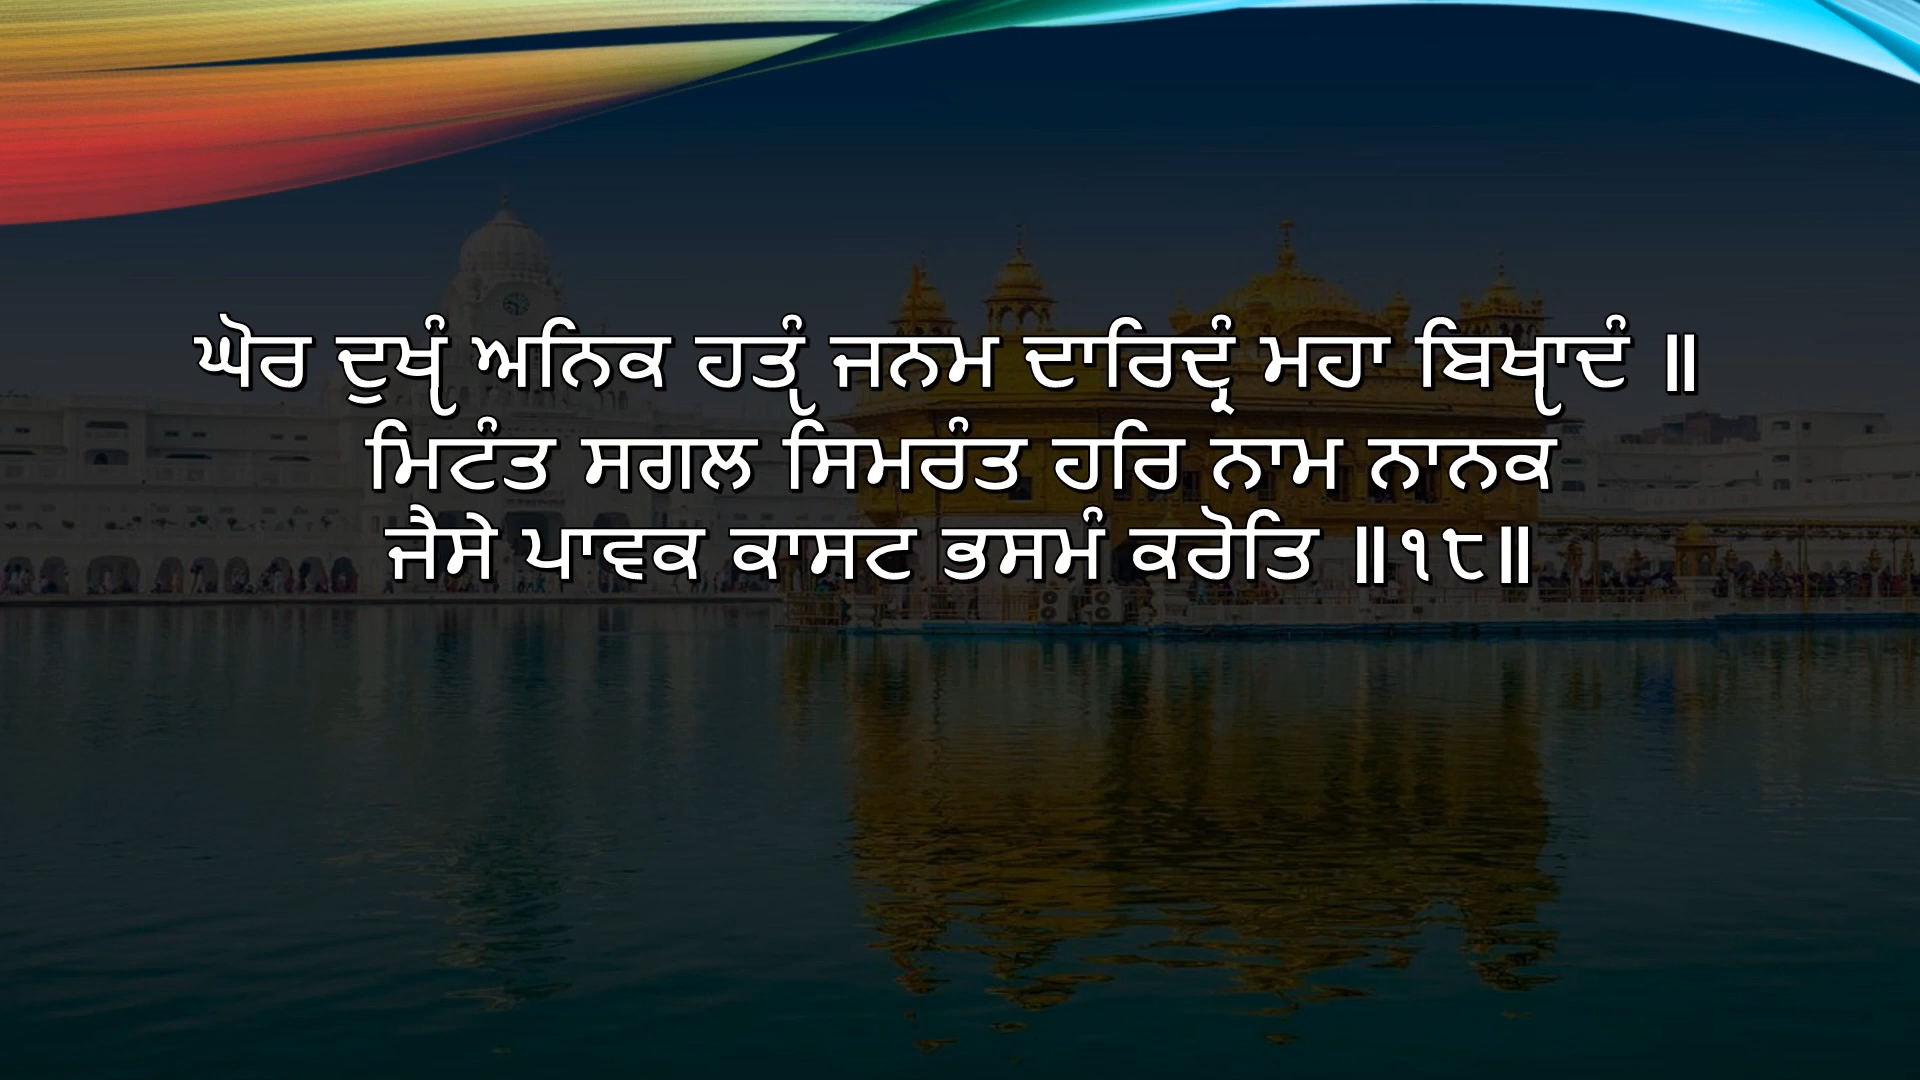 ਘੋਰ ਦੁਖੵੰ ਅਨਿਕ ਹਤੵੰ ਜਨਮ ਦਾਰਿਦ੍ਰੰ ਮਹਾ ਬਿਖੵਾਦੰ ॥
ਮਿਟੰਤ ਸਗਲ ਸਿਮਰੰਤ ਹਰਿ ਨਾਮ ਨਾਨਕ
ਜੈਸੇ ਪਾਵਕ ਕਾਸਟ ਭਸਮੰ ਕਰੋਤਿ ॥੧੮॥